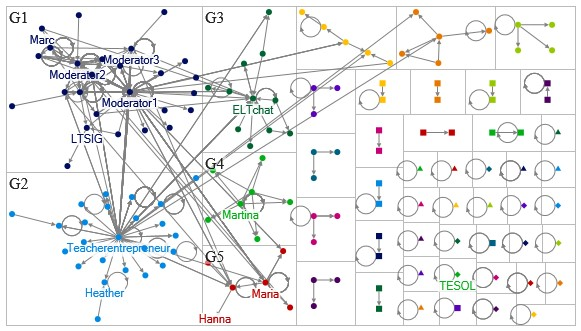 G1
G3
Marc
Moderator3
Moderator2
Moderator1
ELTchat
LTSIG
G4
G2
Martina
Teacherentrepreneur
G5
TESOL
Heather
Maria
Hanna